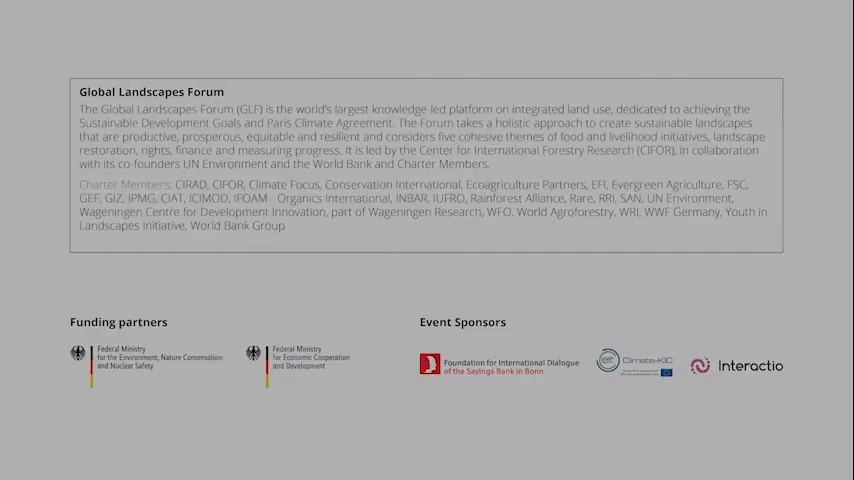 Global Landscapes Forum
The Global Landscapes Forum (GLF) is the world's largest knowledge-led platform on integrated land use, dedicated to achieving the
Sustainable Development Goals and Paris Climate Agreement. The Forum takes a holistic approach to create sustainable landscapes
that are productive, prosperous, equitable and resilient and considers five cohesive themes of food and livelihood initiatives, landscape
restoration, rights, finance and measuring progress. It is led by the Center for International Forestry Research (CIFOR), in collaboration
with its co-founders UN Environment and the World Bank and Charter Members.
Charter Members: CIRAD, CIFOR, Climate Focus, Conservation International, Ecoagriculture Partners, EFI, Evergreen Agriculture, FSC,
GEF, GIZ, IPMG, CIAT, ICIMOD, IFOAM Organics International, INBAR, IUFRO, Rainforest Alliance, Rare, RRI, SAN, UN Environment,
Wageningen Centre for Development Innovation, part of Wageningen Research, WFO. World Agroforestry, WRI, WWF Germany, Youth in
Landscapes Initiative, World Bank Group
Funding partners
Event Sponsors
Federal Ministry
for the Environment, Nature Conservation
and Nuclear Safety
Federal Ministry
for Economic Cooperation
and Development
Foundation for International Dialogue
of the Savings Bank in Bonn
eit Climate-KIC
Interactio